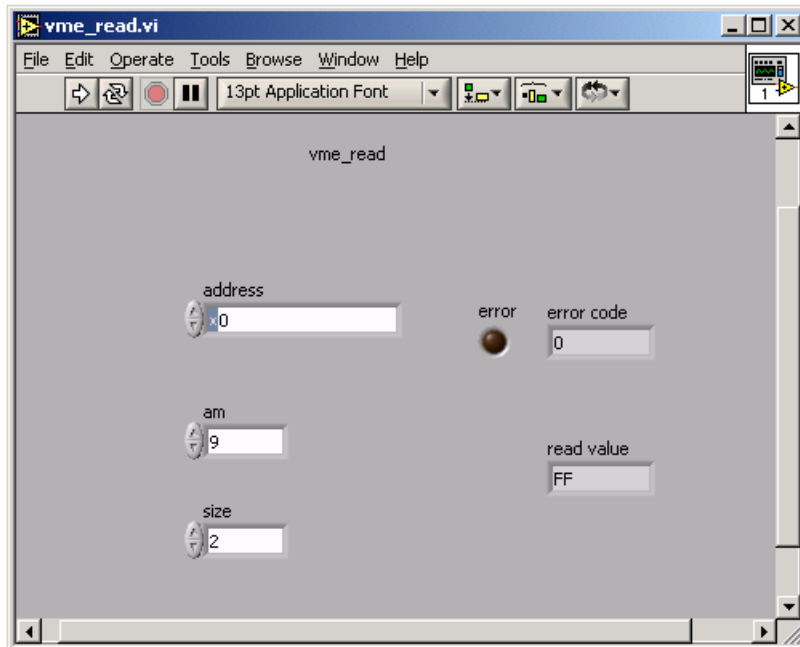 vme_read.vi
File Edit Operate Tools Browse Window Help
13pt Application Font
1
vme_read
address
x0
error
error code
0
am
9
read value
FF
size
2